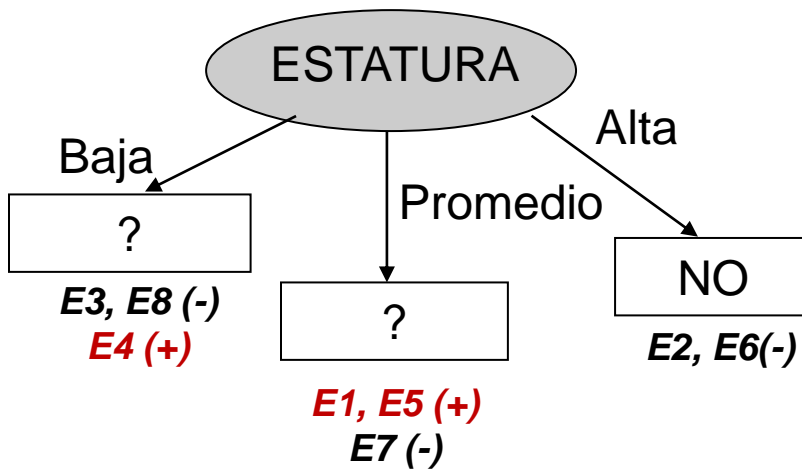 ESTATURA
Baja
Promedio
Alta
?
E3, E8 (-)
E4 (+)
?
E1, E5 (+)
E7 (-)
NO
E2, E6(-)